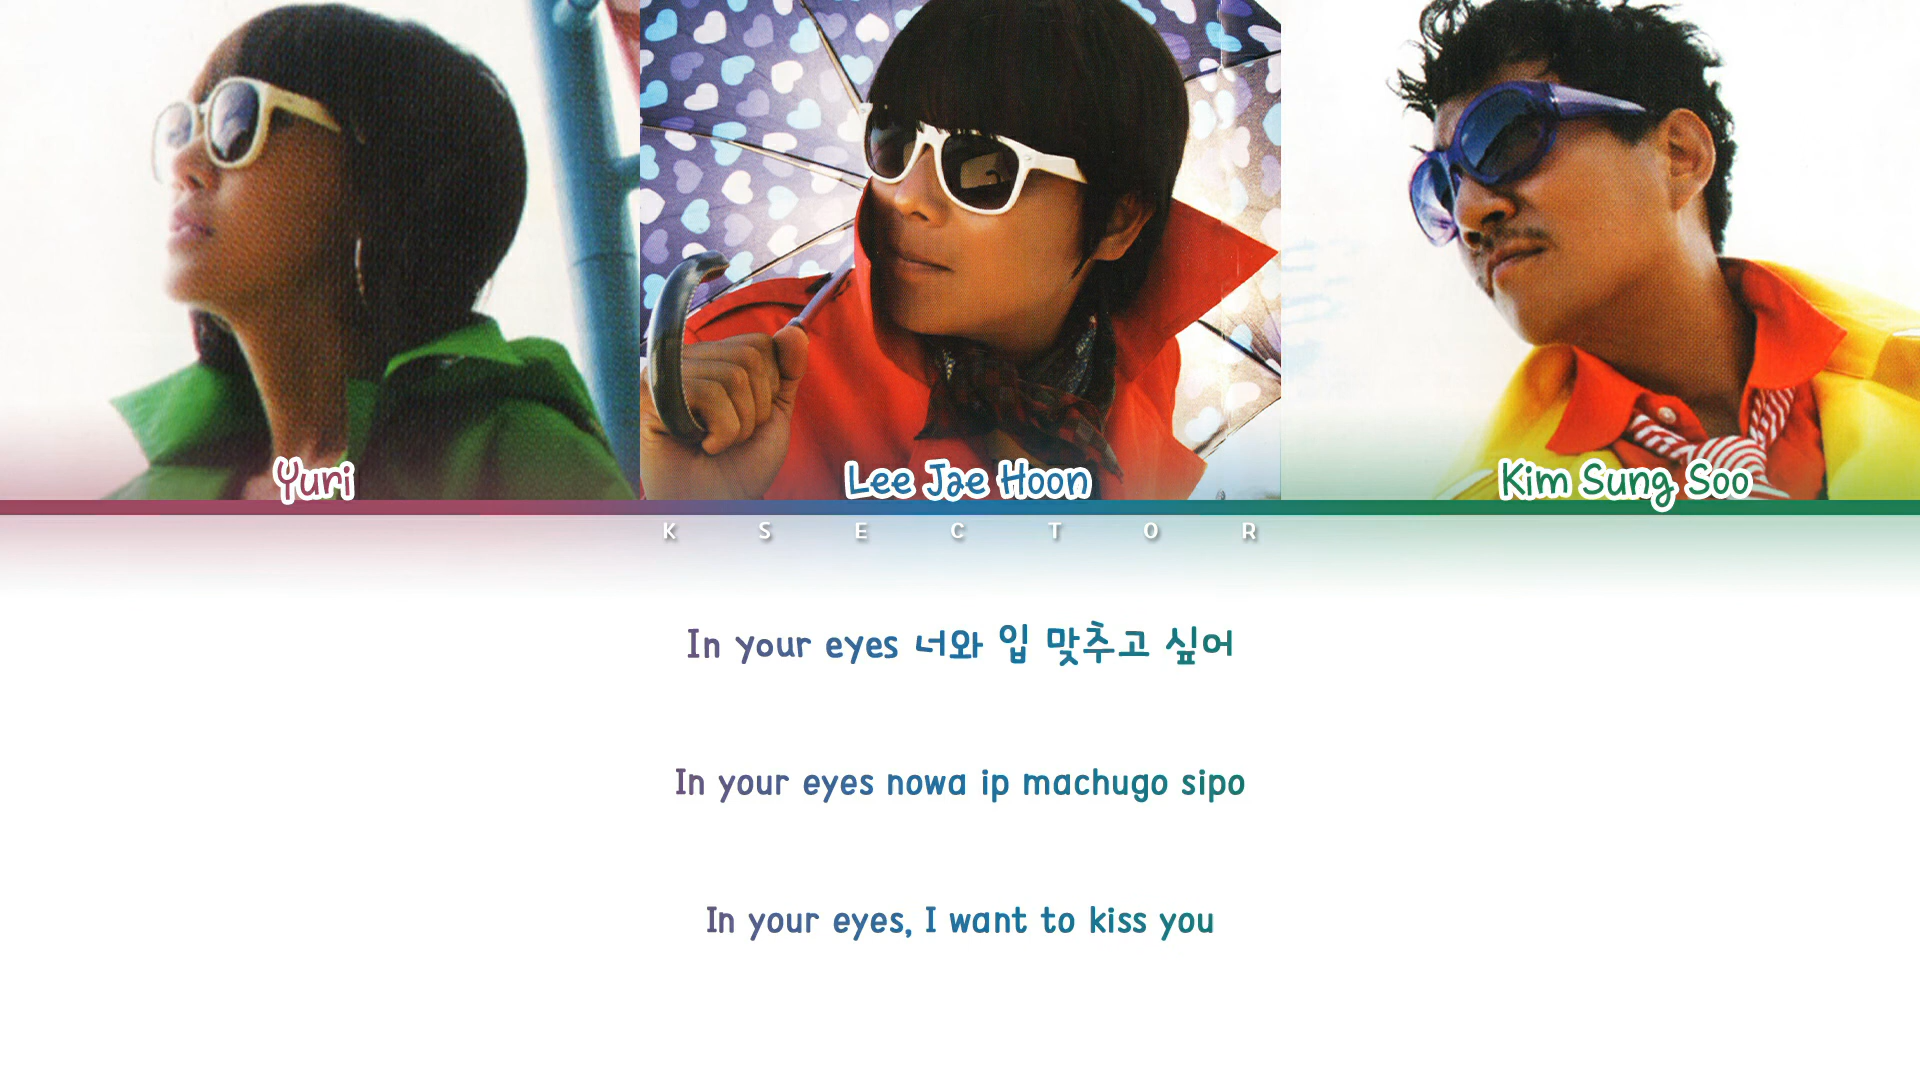 Yuri
Lee Jae Hoon
Kim Sung Soo
K S E C T O R
In your eyes 너와 입 맞추고 싶어
In your eyes nowa ip machugo sipo
In your eyes, I want to kiss you